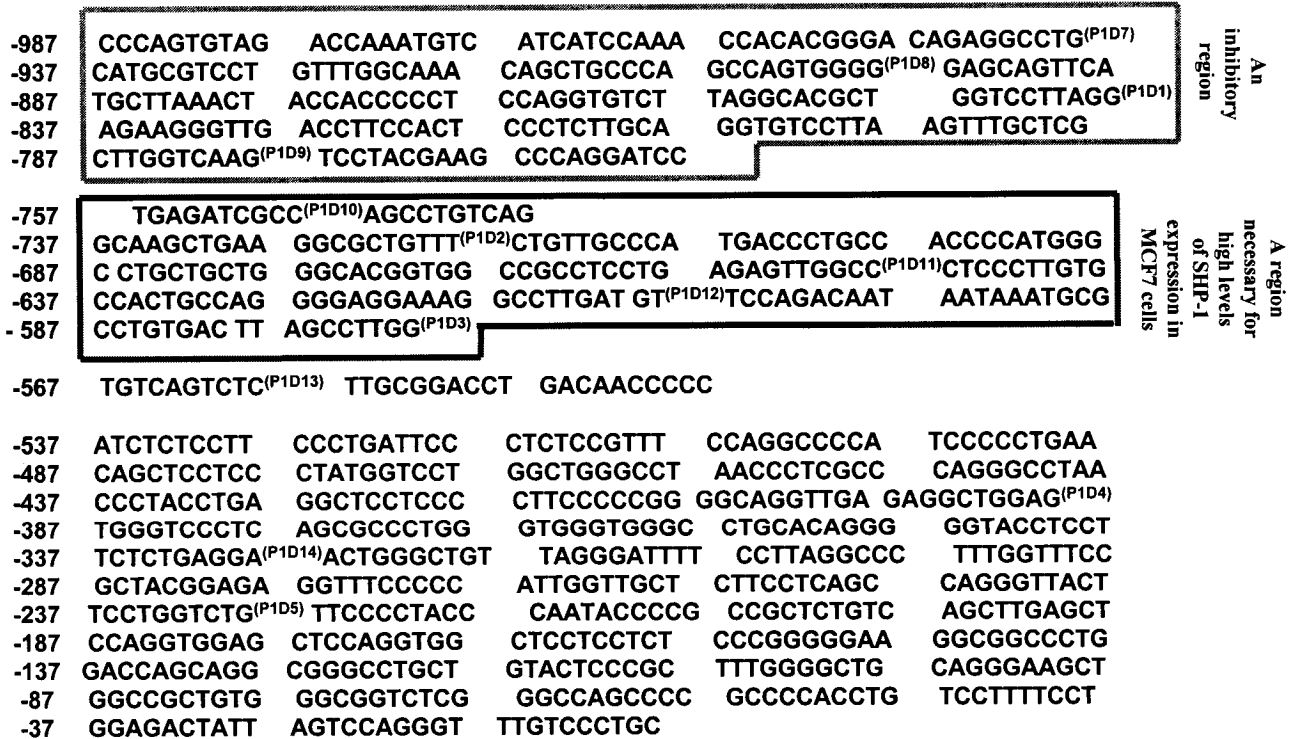 -987 CCCAGTGTAG ACCAAATGTC ATCATCCAAA CCACACGGGA CAGAGGCCTG(P1D7)
-937 CATGCGTCCT GTTTGGCAAA CAGCTGCCCA GCCAGTGGGG(P1D8) GAGCAGTTCA
-887 TGCTTAAACT ACCACCCCCT CCAGGTGTCT TAGGCACGCT GGTCCTTAGG(P1D1)
-837 AGAAGGGTTG ACCTTCCACT CCCTCTTGCA GGTGTCCTTA AGTTTGCTCG
-787 CTTGGTCAAG(P1D9) TCCTACGAAG CCCAGGATCC
An
inhibitory
region
-757 TGAGATCGCC(P1D10)AGCCTGTCAG
-737 GCAAGCTGAA GGCGCTGTTT(P1D2)CTGTTGCCCA TGACCCTGCC ACCCCATGGG
-687 C CTGCTGCTG GGCACGGTGG CCGCCTCCTG AGAGTTGGCC(P1D11)CTCCCTTGTG
-637 CCACTGCCAG GGGAGGAAAG GCCTTGAT GT(P1D12)TCCAGACAAT AATAAATGCG
- 587 CCTGTGAC TT AGCCTTGG(P1D3)
A region
necesssary for
high levels
of SHP-1
expression in
MCF7 cells
-567 TGTCAGTCTC(P1D13) TTGCGGACCT GACAACCCCC
-537 ATCTCTCCTT CCCTGATTCC CTCTCCGTTT CCAGGCCCCA TCCCCCTGAA
-487 CAGCTCCTCC CTATGGTCCT GGCTGGGCCT AACCCTCGCC CAGGGCCTAA
-437 CCCTACCTGA GGCTCCTCCC CTTCCCCCGG GGCAGGTTGA GAGGCTGGAG(P1D4)
-387 TGGGTCCCTC AGCGCCCTGG GTGGGTGGGC CTGCACAGGG GGTACCTCCT
-337 TCTCTGAGGA(P1D14)ACTGGGCTGT TAGGGATTTT CCTTAGGCCC TTTGGTTTCC
-287 GCTACGGAGA GGTTTCCCCC ATTGGTTGCT CTTCCTCAGC CAGGGTTACT
-237 TCCTGGTCTG(P1D5) TTCCCCTACC CAATACCCCG CCGCTCTGTC AGCTTGAGCT
-187 CCAGGTGGAG CTCCAGGTGG CTCCTCCTCT CCCGGGGGAA GGCGGCCCTG
-137 GACCAGCAGG CGGGCCTGCT GTACTCCCGC TTTGGGGCTG CAGGGAAGCT
-87 GGCCGCTGTG GGCGGTCTCG GGCCAGCCCC GCCCCACCTG TCCTTTTCCT
-37 GGAGACTATT AGTCCAGGGT TTGTCCCTGC